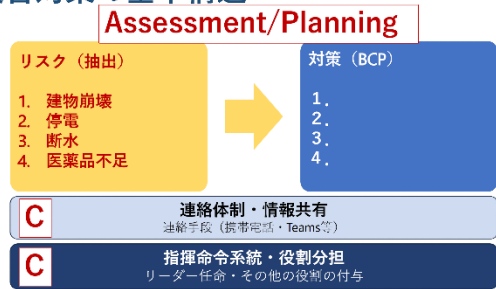 Assessment/Planning
リスク（抽出）
1. 建物崩壊
2. 停電
3. 断水
4. 医薬品不足
対策（BCP）
1.
2.
3.
4.
C
連絡体制・情報共有
連絡手段（携帯電話・Teams等）
C
指揮命令系統・役割分担
リーダー任命・その他の役割の付与